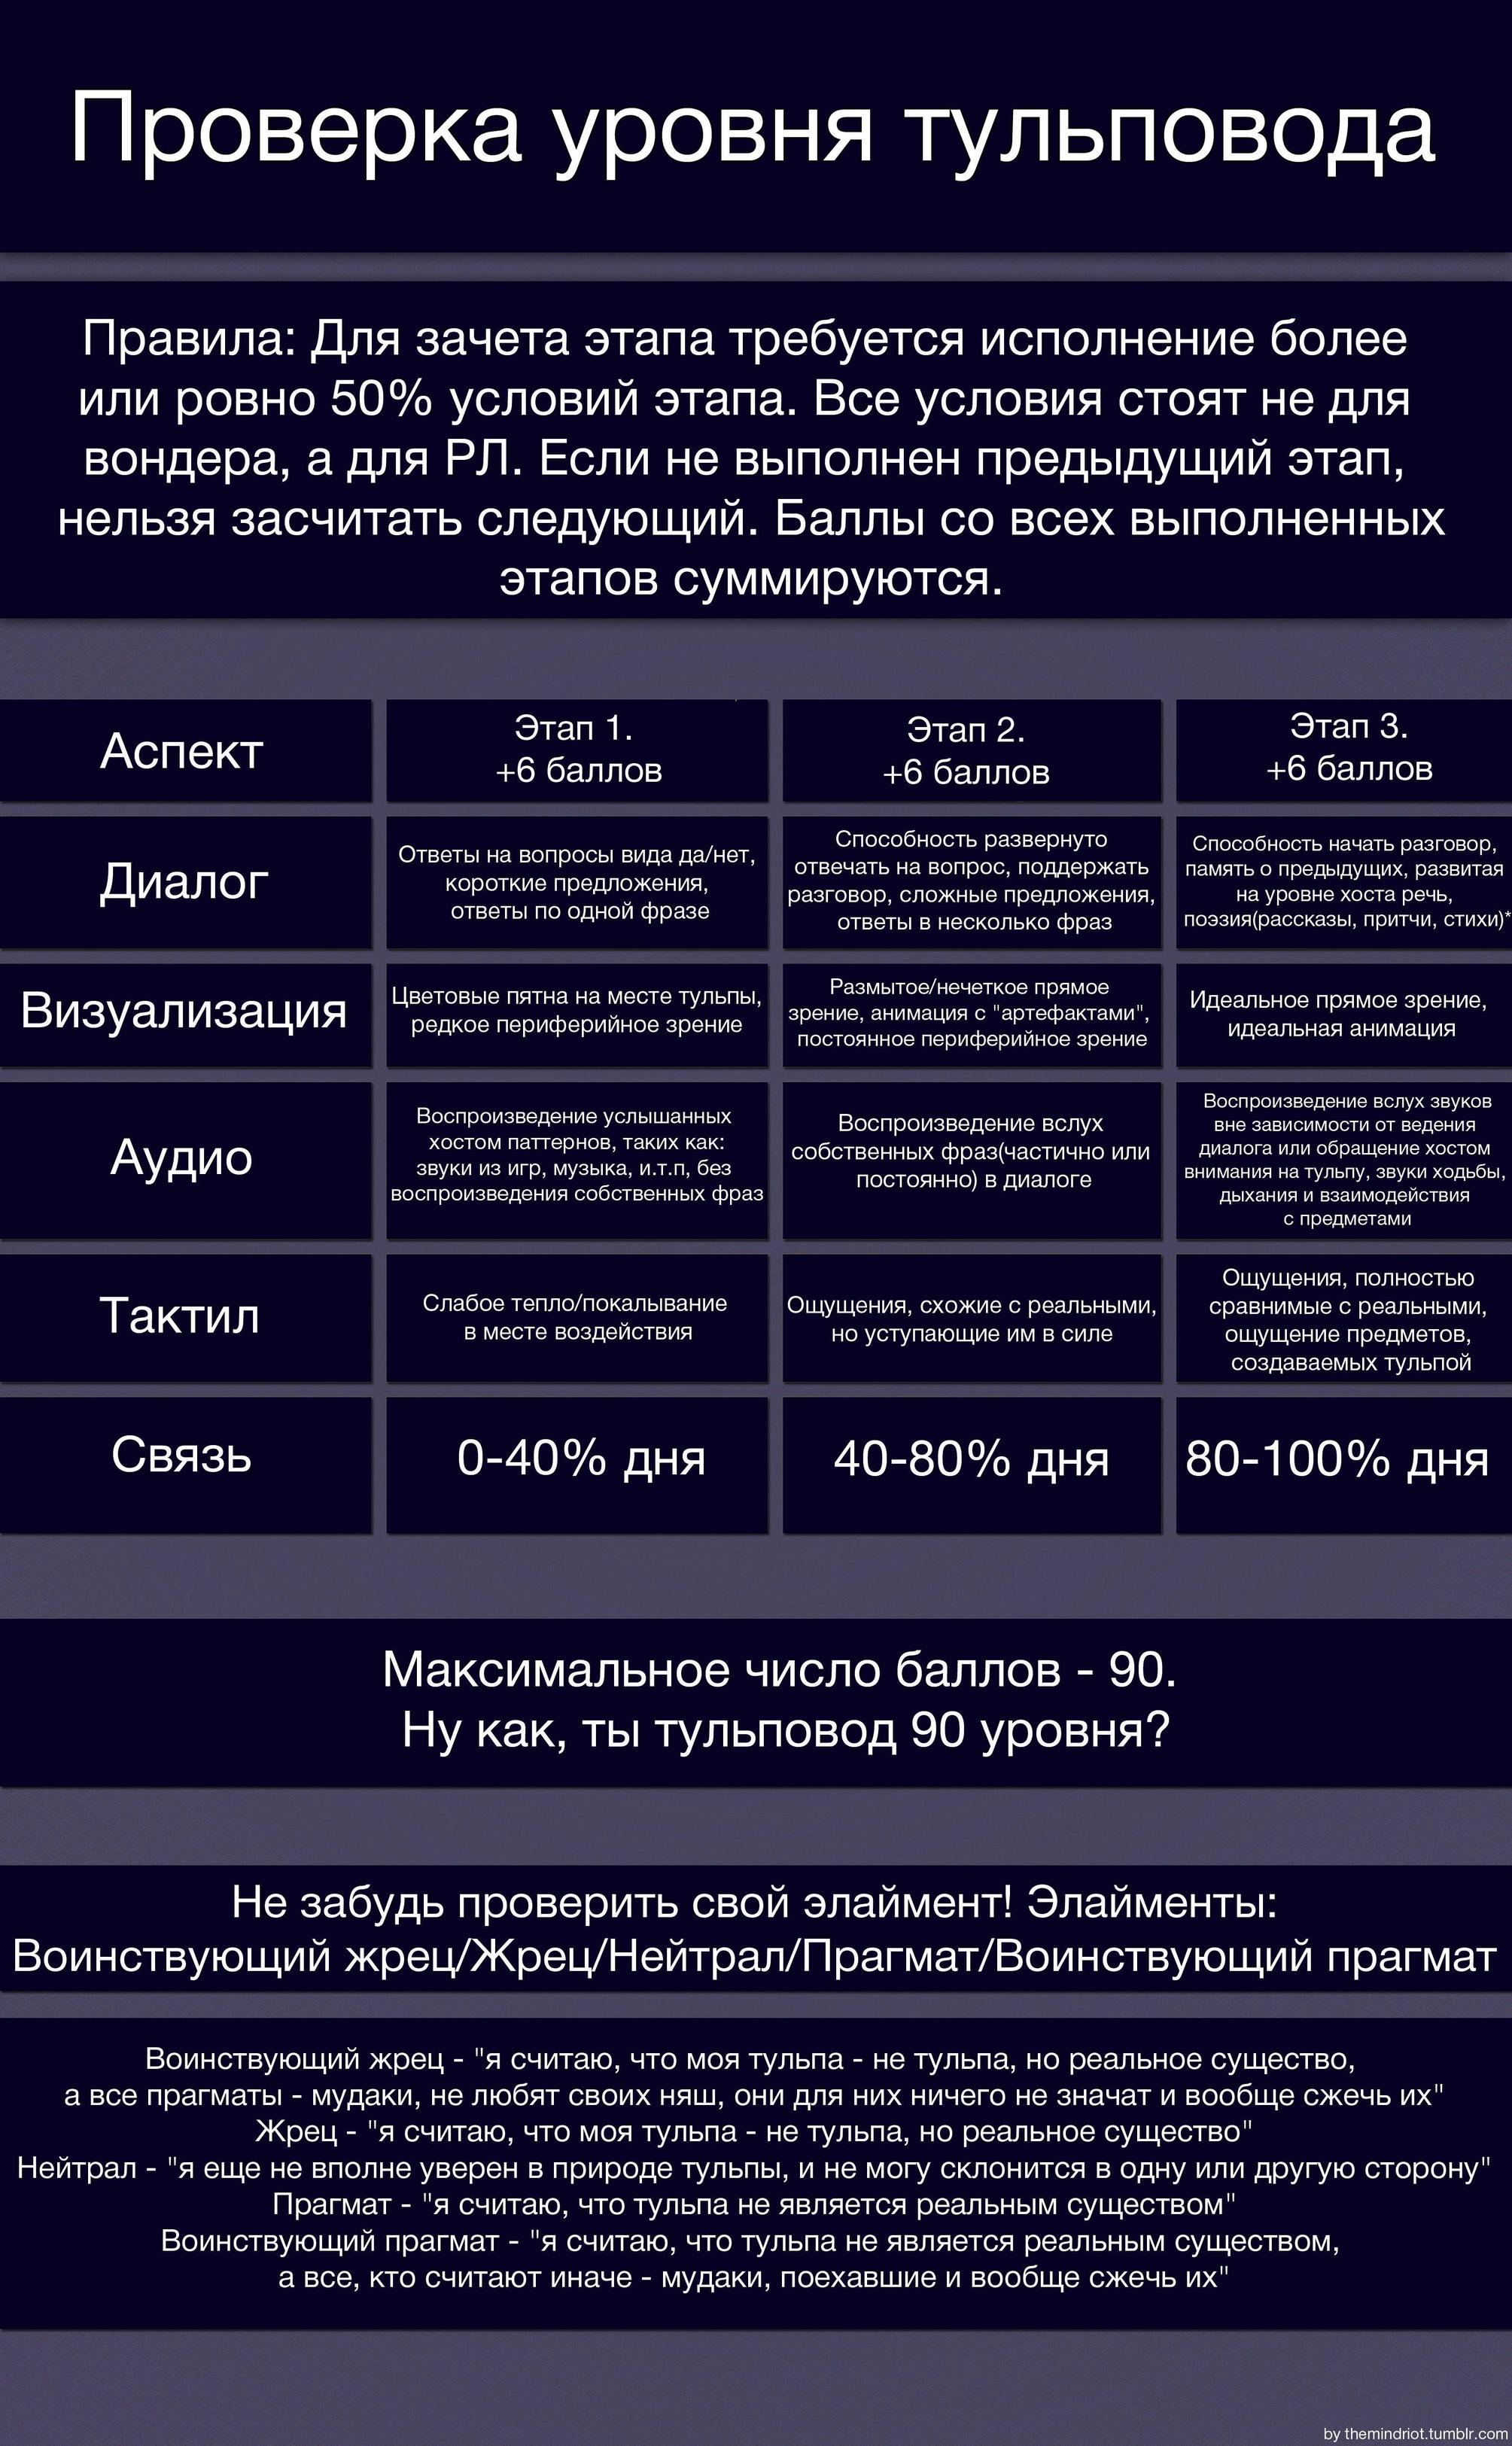 Проверка уровня тульповода
Правила: Для зачета этапа требуется исполнение более
или ровно 50% условий этапа. Все условия стоят не для
вондера, а для РЛ. Если не выполнен предыдущий этап,
нельзя засчитать следующий. Баллы со всех выполненных
этапов суммируются.
Аспект
Этап 1.
+6 баллов
Этап 2.
+6 баллов
Этап 3.
+6 баллов
Диалог
Ответы на вопросы вида да/нет,
короткие предложения,
ответы по одной фразе
Способность развернуто
отвечать на вопрос, поддержать
разговор, сложные предложения,
ответы в несколько фраз
Способность начать разговор,
память о предыдущих, развитая
на уровне хоста речь,
поэзия(рассказы, притчи, стихи)*
Визуализация
Цветовые пятна на месте тульпы,
редкое периферийное зрение
Размытое/нечеткое прямое
зрение, анимация с "артефактами",
постоянное периферийное зрение
Идеальное прямое зрение,
идеальная анимация
Аудио
Воспроизведение услышанных
хостом паттернов, таких как:
звуки из игр, музыка, и.т.п, без
воспроизведения собственных фраз
Воспроизведение вслух
собственных фраз(частично или
постоянно) в диалоге
Воспроизведение вслух звуков
вне зависимости от ведения
диалога или обращение хостом
внимания на тульпу, звуки ходьбы,
дыхания и взаимодействия
с предметами
Тактил
Слабое тепло/покалывание
в месте воздействия
Ощущения, схожие с реальными,
но уступающие им в силе
Ощущения, полностью
сравнимые с реальными,
ощущение предметов,
создаваемых тульпой
Связь
0-40% дня
40-80% дня
80-100% дня
Максимальное число баллов - 90.
Ну как, ты тульповод 90 уровня?
Не забудь проверить свой элаймент! Элайменты:
Воинствующий жрец/Жрец/Нейтрал/Прагмат/Воинствующий прагмат
Воинствующий жрец - "я считаю, что моя тульпа - не тульпа, но реальное существо,
а все прагматы - мудаки, не любят своих няш, они для них ничего не значат и вообще сжечь их"
Жрец - "я считаю, что моя тульпа - не тульпа, но реальное существо"
Нейтрал - "я еще не вполне уверен в природе тульпы, и не могу склонится в одну или другую сторону"
Прагмат - "я считаю, что тульпа не является реальным существом"
Воинствующий прагмат - "я считаю, что тульпа не является реальным существом,
а все, кто считают иначе - мудаки, поехавшие и вообще сжечь их"
by themindriot.tumblr.com